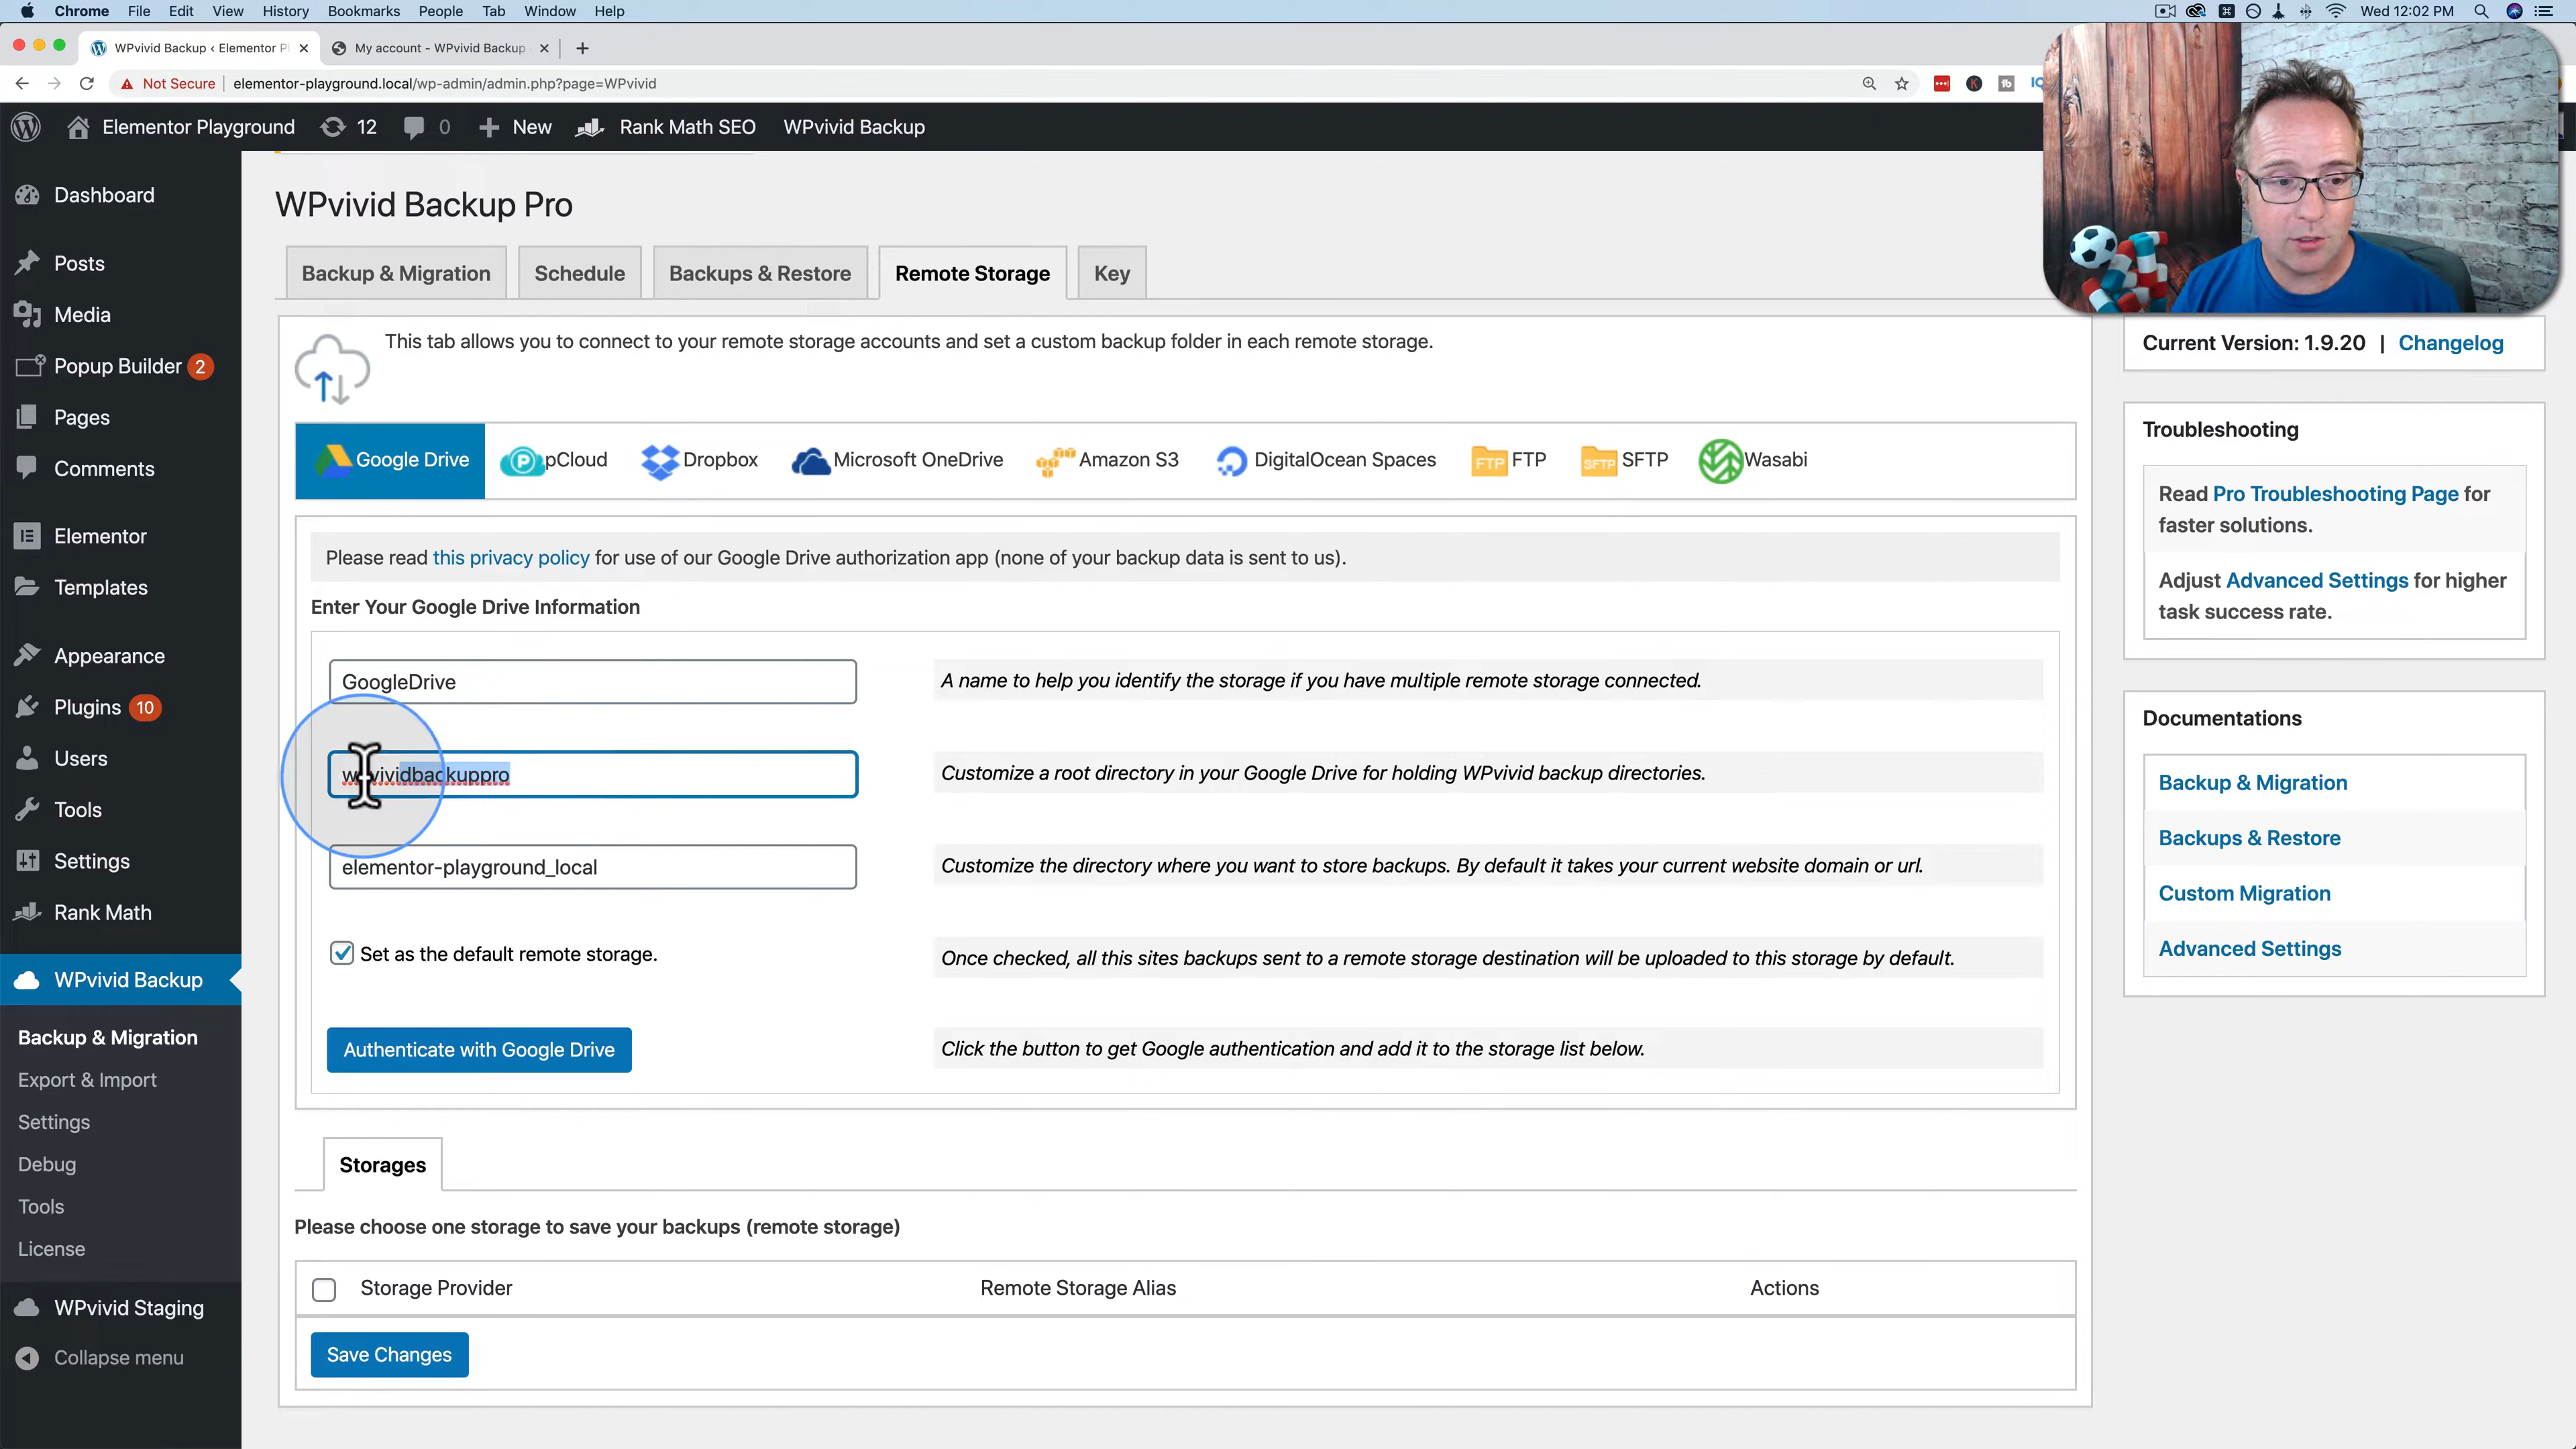 Chrome File Edit View History Bookmarks People Tab Window Help Wed 12:02 PM
WPvivid Backup ‹ Elementor Pl My account - WPvivid Backup
Not Secure elementor-playground.local/wp-admin/admin.php?page=WPvivid
Elementor Playground 12 0 New Rank Math SEO WPvivid Backup
Dashboard
Posts
Media
Popup Builder 2
Pages
Comments
Elementor
Templates
Appearance
Plugins 10
Users
Tools
Settings
Rank Math
WPvivid Backup
Backup & Migration
Export & Import
Settings
Debug
Tools
License
WPvivid Staging
Collapse menu
WPvivid Backup Pro
Backup & Migration Schedule Backups & Restore Remote Storage Key
This tab allows you to connect to your remote storage accounts and set a custom backup folder in each remote storage.
Google Drive pCloud Dropbox Microsoft OneDrive Amazon S3 DigitalOcean Spaces FTP FTP SFTP SFTP Wasabi
Please read this privacy policy for use of our Google Drive authorization app (none of your backup data is sent to us).
Enter Your Google Drive Information
GoogleDrive A name to help you identify the storage if you have multiple remote storage connected.
Customize a root directory in your Google Drive for holding WPvivid backup directories.
elementor-playground_local Customize the directory where you want to store backups. By default it takes your current website domain or url.
Set as the default remote storage. Once checked, all this sites backups sent to a remote storage destination will be uploaded to this storage by default.
Authenticate with Google Drive Click the button to get Google authentication and add it to the storage list below.
Storages
Please choose one storage to save your backups (remote storage)
Storage Provider Remote Storage Alias Actions
Save Changes
Current Version: 1.9.20 | Changelog
Troubleshooting
Read Pro Troubleshooting Page for
faster solutions.
Adjust Advanced Settings for higher
task success rate.
Documentations
Backup & Migration
Backups & Restore
Custom Migration
Advanced Settings